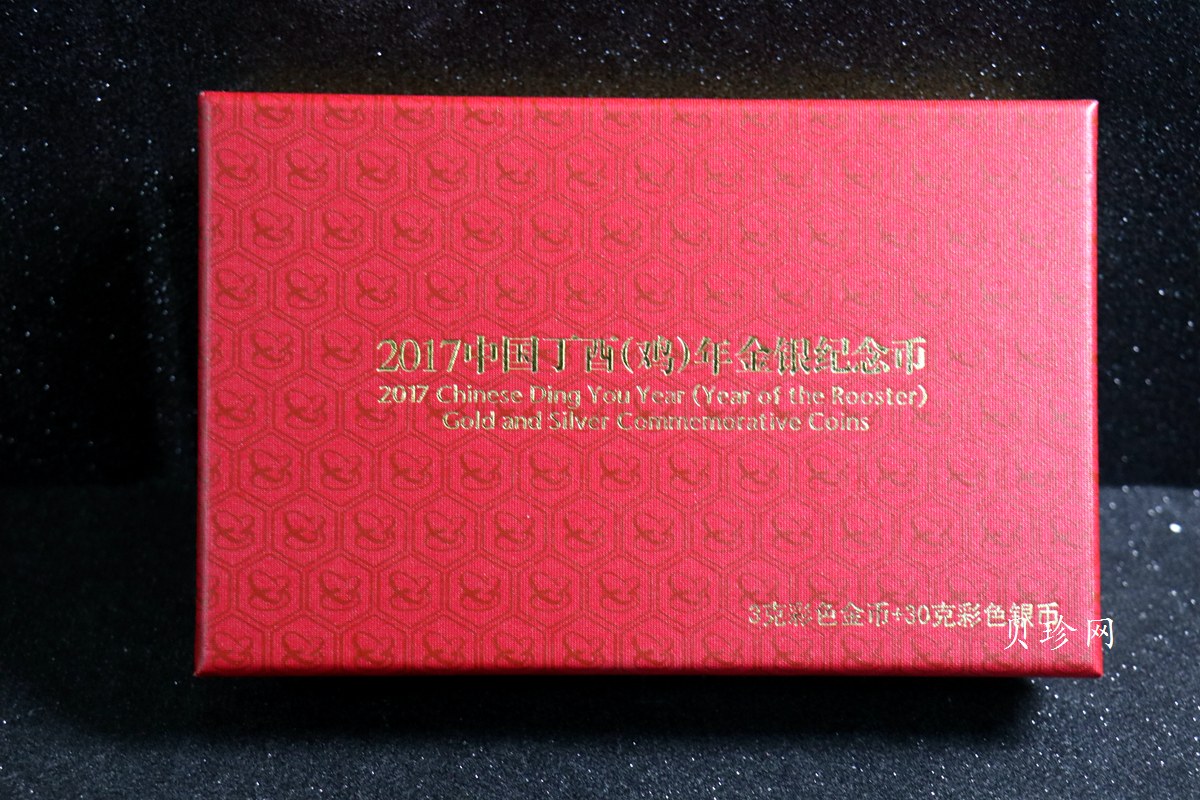 2017中国丁酉(鸡)年金银纪念币
2017 Chinese Ding You Year (Year of the Rooster)
Gold and Silver Commemorative Coins
3克彩色金币+30克彩色银币
贝珍网